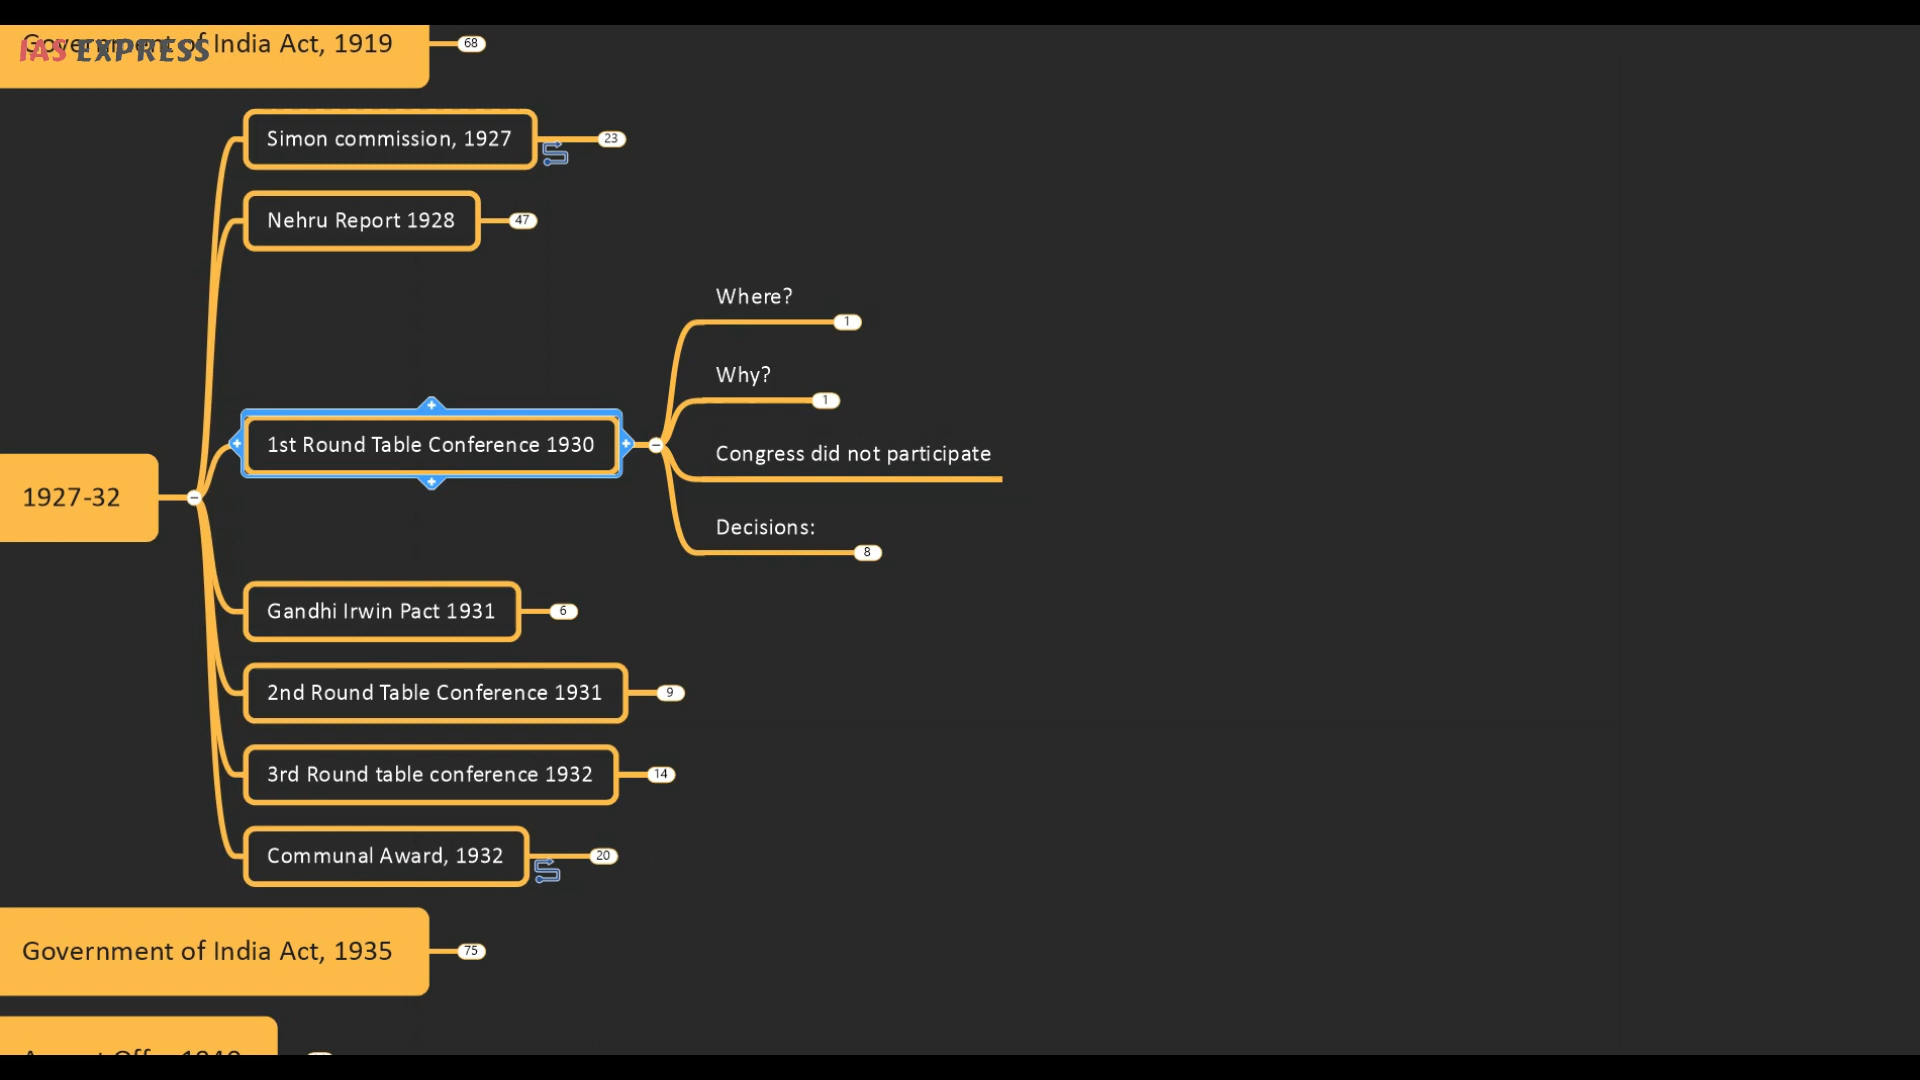 Government of India Act, 1919
68
IAS EXPRESS
Simon commission, 1927
23
Nehru Report 1928
47
Where?
1
Why?
1
1st Round Table Conference 1930
Congress did not participate
1927-32
Decisions:
8
Gandhi Irwin Pact 1931
6
2nd Round Table Conference 1931
9
3rd Round table conference 1932
14
Communal Award, 1932
20
Government of India Act, 1935
75